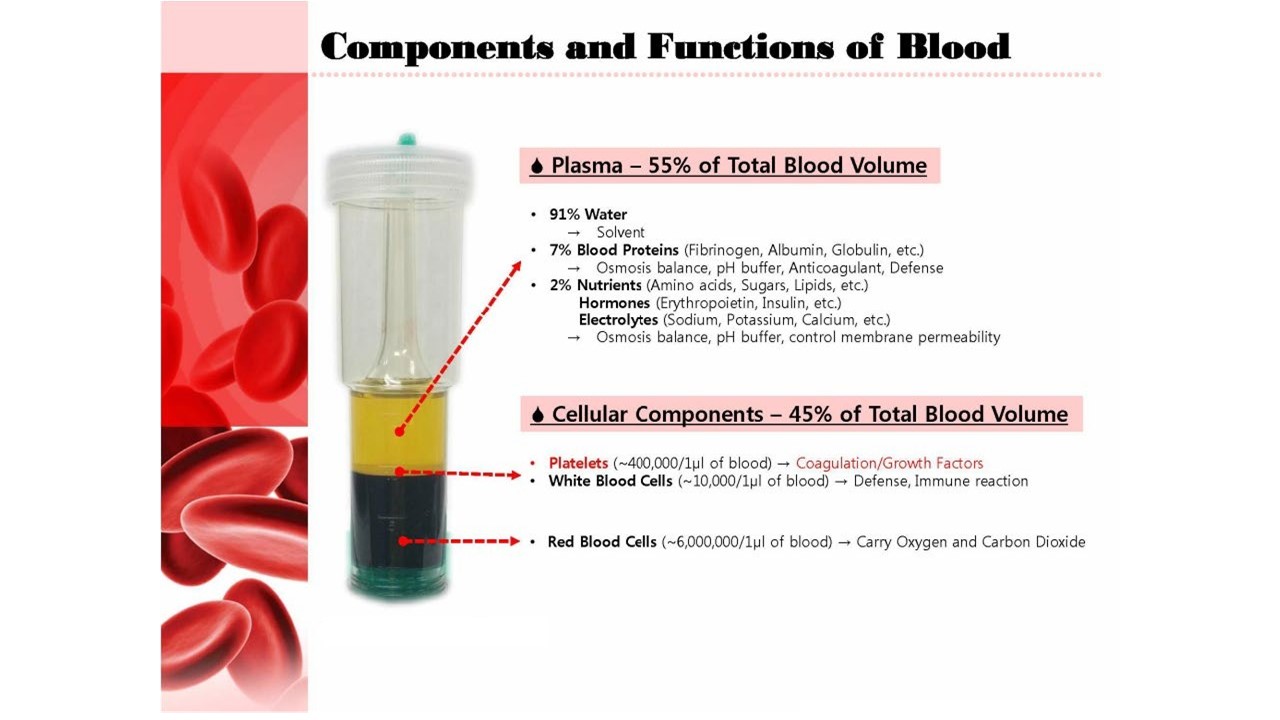 Components and Functions of Blood
Plasma – 55% of Total Blood Volume
• 91% Water
→ Solvent
• 7% Blood Proteins (Fibrinogen, Albumin, Globulin, etc.)
→ Osmosis balance, pH buffer, Anticoagulant, Defense
• 2% Nutrients (Amino acids, Sugars, Lipids, etc.)
Hormones (Erythropoietin, Insulin, etc.)
Electrolytes (Sodium, Potassium, Calcium, etc.)
→ Osmosis balance, pH buffer, control membrane permeability
Cellular Components – 45% of Total Blood Volume
• Platelets (~400,000/1μl of blood) → Coagulation/Growth Factors
• White Blood Cells (~10,000/1μl of blood) → Defense, Immune reaction
• Red Blood Cells (~6,000,000/1μl of blood) → Carry Oxygen and Carbon Dioxide